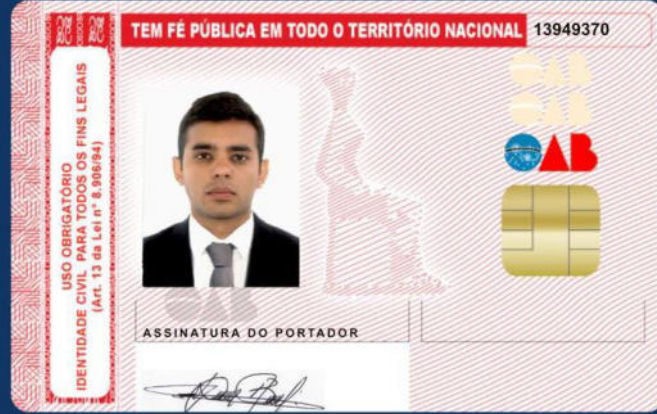 TEM FÉ PÚBLICA EM TODO O TERRITÓRIO NACIONAL 13949370
USO OBRIGATÓRIO
IDENTIDADE CIVIL PARA TODOS OS FINS LEGAIS
(Art. 13 da Lei n° 8.906/94)
OAB
OAB
OAB
OAB
ASSINATURA DO PORTADOR